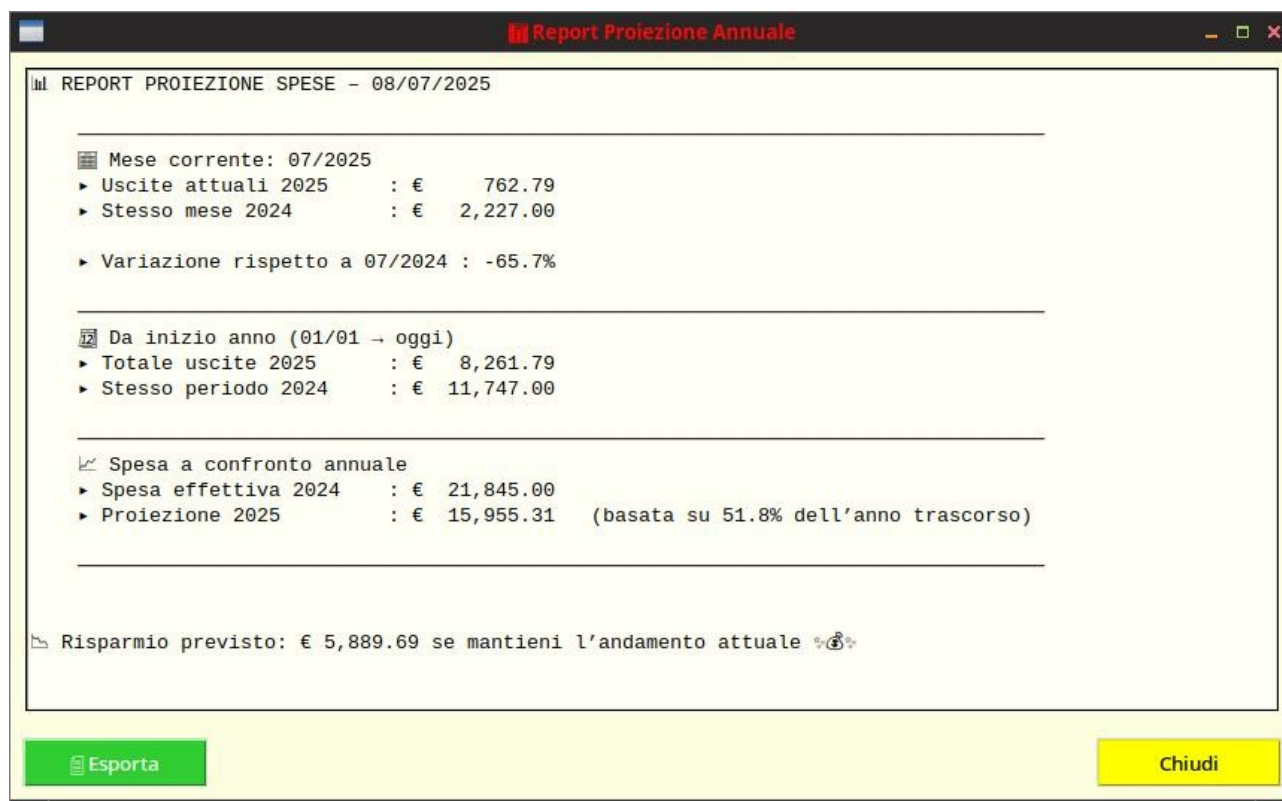 Report Proiezione Annuale
REPORT PROIEZIONE SPESE – 08/07/2025
Mese corrente: 07/2025
▸ Uscite attuali 2025 : € 762.79
▸ Stesso mese 2024 : € 2,227.00
▸ Variazione rispetto a 07/2024 : -65.7%
Da inizio anno (01/01 → oggi)
▸ Totale uscite 2025 : € 8,261.79
▸ Stesso periodo 2024 : € 11,747.00
Spesa a confronto annuale
▸ Spesa effettiva 2024 : € 21,845.00
▸ Proiezione 2025 : € 15,955.31 (basata su 51.8% dell’anno trascorso)
Risparmio previsto: € 5,889.69 se mantieni l’andamento attuale ✨💰✨
Esporta
Chiudi